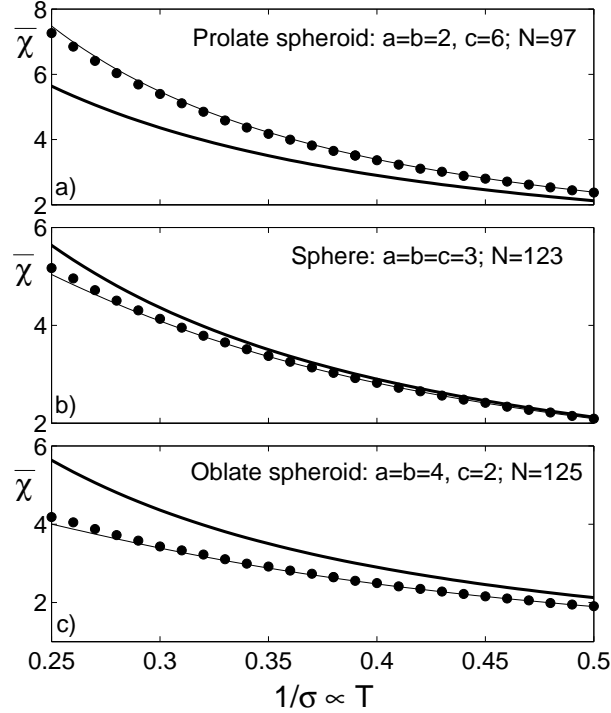 8
Prolate spheroid: a=b=2, c=6; N=97
χ̅
6
4
a)
2
6
Sphere: a=b=c=3; N=123
χ̅
4
b)
2
6
Oblate spheroid: a=b=4, c=2; N=125
χ̅
4
2
c)
0.25 0.3 0.35 0.4 0.45 0.5
1/σ ∝ T